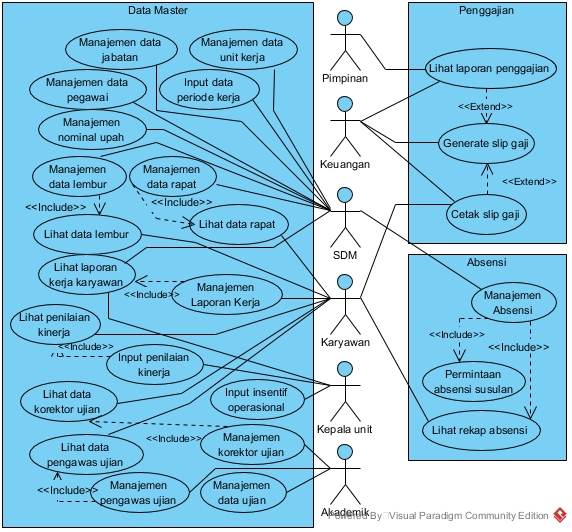 Data Master
Manajemen data
jabatan
Manajemen data
unit kerja
Manajemen data
pegawai
Input data
periode kerja
Manajemen
nominal upah
Manajemen
data lembur
Manajemen
data rapat
<<Include>>
<<Include>>
Lihat data rapat
Lihat data lembur
Lihat laporan
kerja karyawan
<<Include>>
Manajemen
Laporan Kerja
Lihat penilaian
kinerja
<<Include>>
Input penilaian
kinerja
Lihat data
korektor ujian
Input insentif
operasional
<<Include>>
Manajemen
korektor ujian
Lihat data
pengawas ujian
<<Include>>
Manajemen
pengawas ujian
Manajemen
data ujian
Pimpinan
Keuangan
SDM
Karyawan
Kepala unit
Akademik
Penggajian
Lihat laporan penggajian
<<Extend>>
Generate slip gaji
<<Extend>>
Cetak slip gaji
Absensi
Manajemen
Absensi
<<Include>>
<<Include>>
Permintaan
absensi susulan
Lihat rekap absensi
Powered By Visual Paradigm Community Edition